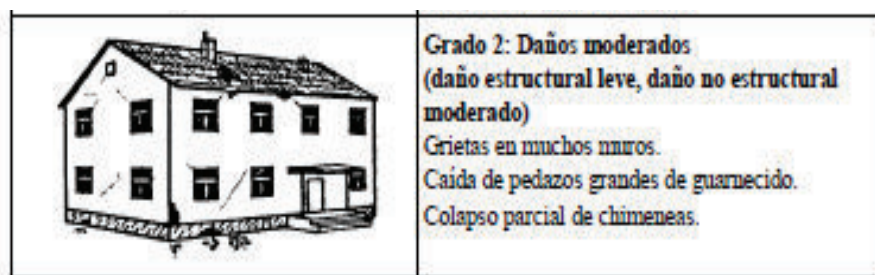 Grado 2: Daños moderados
(daño estructural leve, daño no estructural
moderado)
Grietas en muchos muros.
Caída de pedazos grandes de guarnecido.
Colapso parcial de chimeneas.